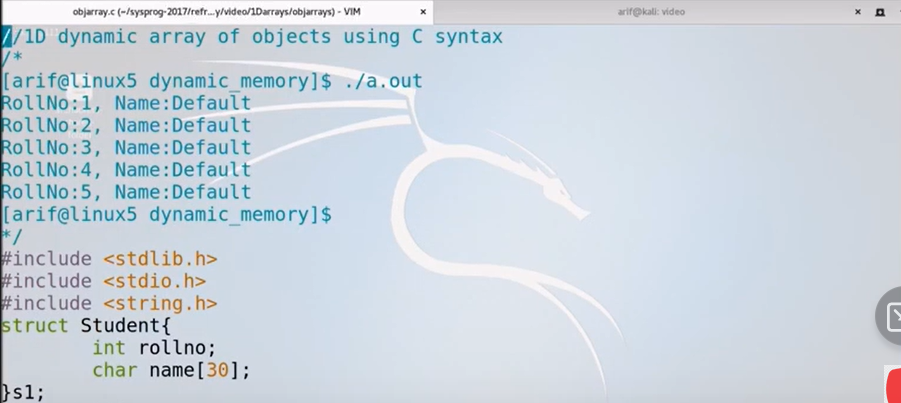 objarray.c (~/sysprog-2017/refr...y/video/1Darrays/objarrays) - VIM
arif@kali: video
//1D dynamic array of objects using C syntax
/*
[arif@linux5 dynamic_memory]$ ./a.out
RollNo:1, Name:Default
RollNo:2, Name:Default
RollNo:3, Name:Default
RollNo:4, Name:Default
RollNo:5, Name:Default
[arif@linux5 dynamic_memory]$
*/
#include <stdlib.h>
#include <stdio.h>
#include <string.h>
struct Student{
        int rollno;
        char name[30];
}s1;